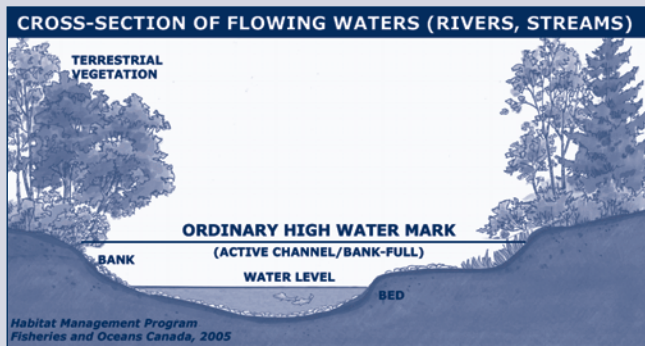 CROSS-SECTION OF FLOWING WATERS (RIVERS, STREAMS)
TERRESTRIAL
VEGETATION
ORDINARY HIGH WATER MARK
(ACTIVE CHANNEL/BANK-FULL)
BANK
WATER LEVEL
BED
Habitat Management Program
Fisheries and Oceans Canada, 2005